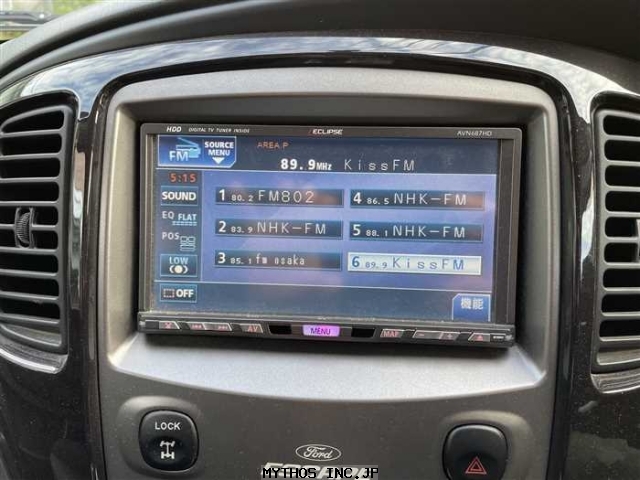 HDD DIGITAL TV TUNER INSIDE ECLIPSE AVN687HD
FM SOURCE MENU AREA P
89.9MHz KissFM
5:15
SOUND
EQ FLAT
POS
LOW
OFF
1 80.2 FM802
2 83.9 NHK-FM
3 85.1 fm osaka
4 86.5 NHK-FM
5 88.1 NHK-FM
6 89.9 KissFM
機能
AV MENU MAP
LOCK
Ford
MYTHOS INC.JP